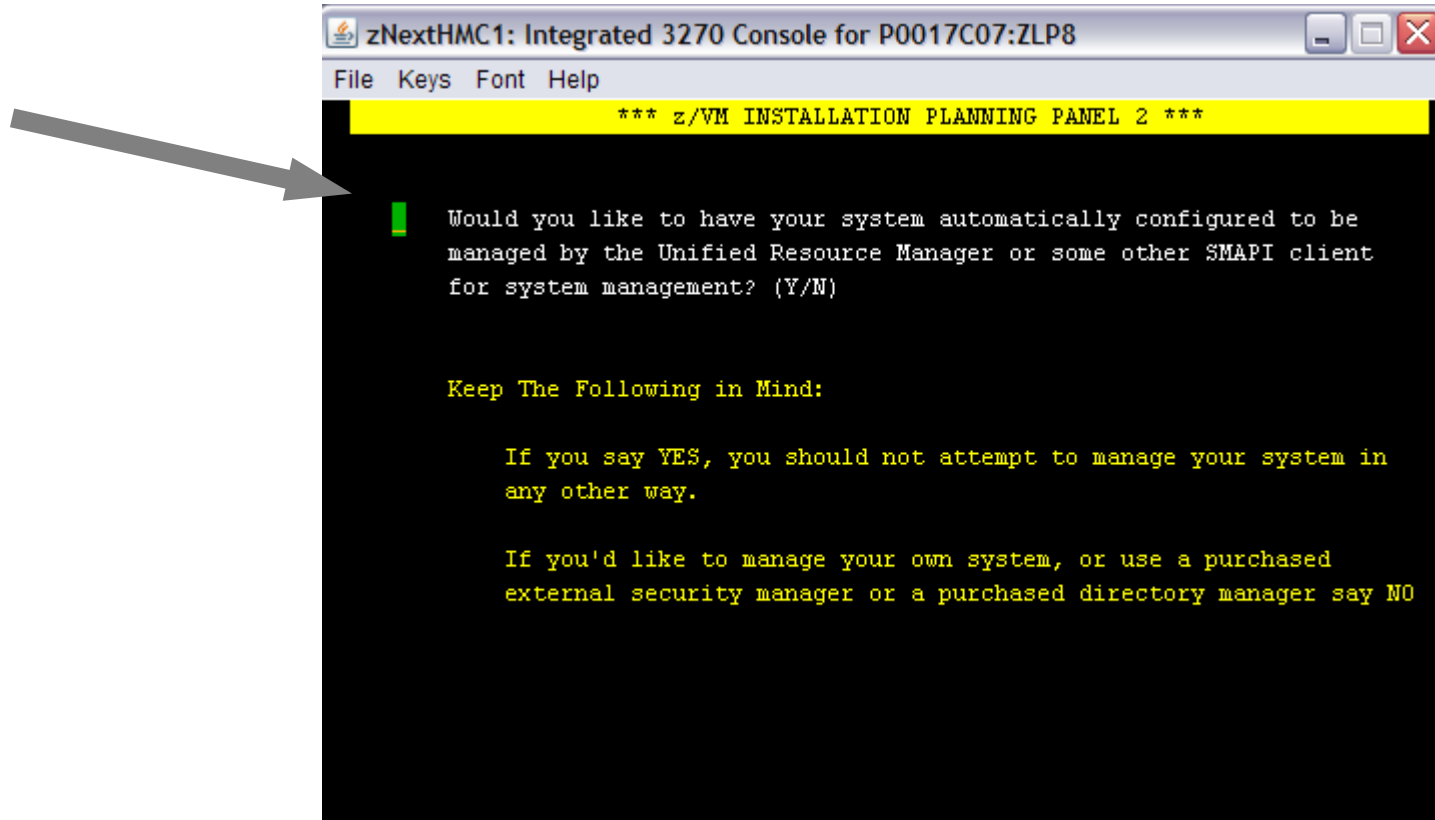 zNextHMC1: Integrated 3270 Console for P0017C07:ZLP8
File Keys Font Help
*** z/VM INSTALLATION PLANNING PANEL 2 ***
Would you like to have your system automatically configured to be
managed by the Unified Resource Manager or some other SMAPI client
for system management? (Y/N)
Keep The Following in Mind:
If you say YES, you should not attempt to manage your system in
any other way.
If you'd like to manage your own system, or use a purchased
external security manager or a purchased directory manager say NO